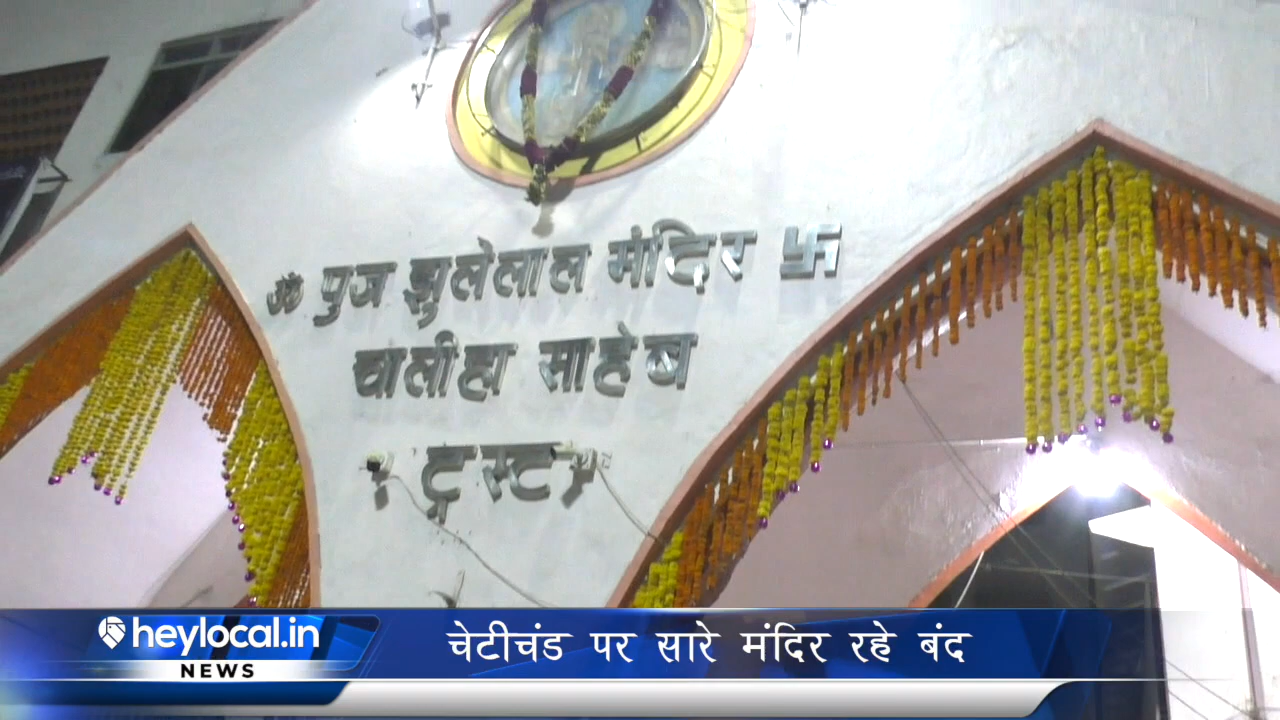 ॐ पुज झुलेलाल मंदिर 卐
चालीहा साहेब
ट्रस्ट
heylocal.in
NEWS
चेटीचंड पर सारे मंदिर रहे बंद